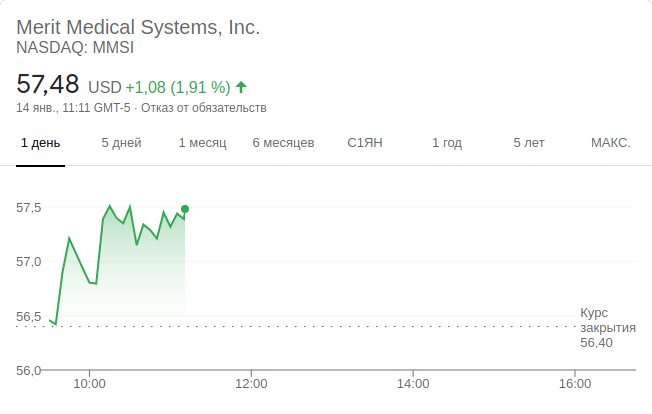 Merit Medical Systems, Inc.
NASDAQ: MMSI
57,48 USD +1,08 (1,91 %)
14 янв., 11:11 GMT-5 · Отказ от обязательств
1 день 5 дней 1 месяц 6 месяцев С1ЯН 1 год 5 лет МАКС.
57,5
57,0
56,5
Курс
закрытия
56,40
56,0
10:00 12:00 14:00 16:00